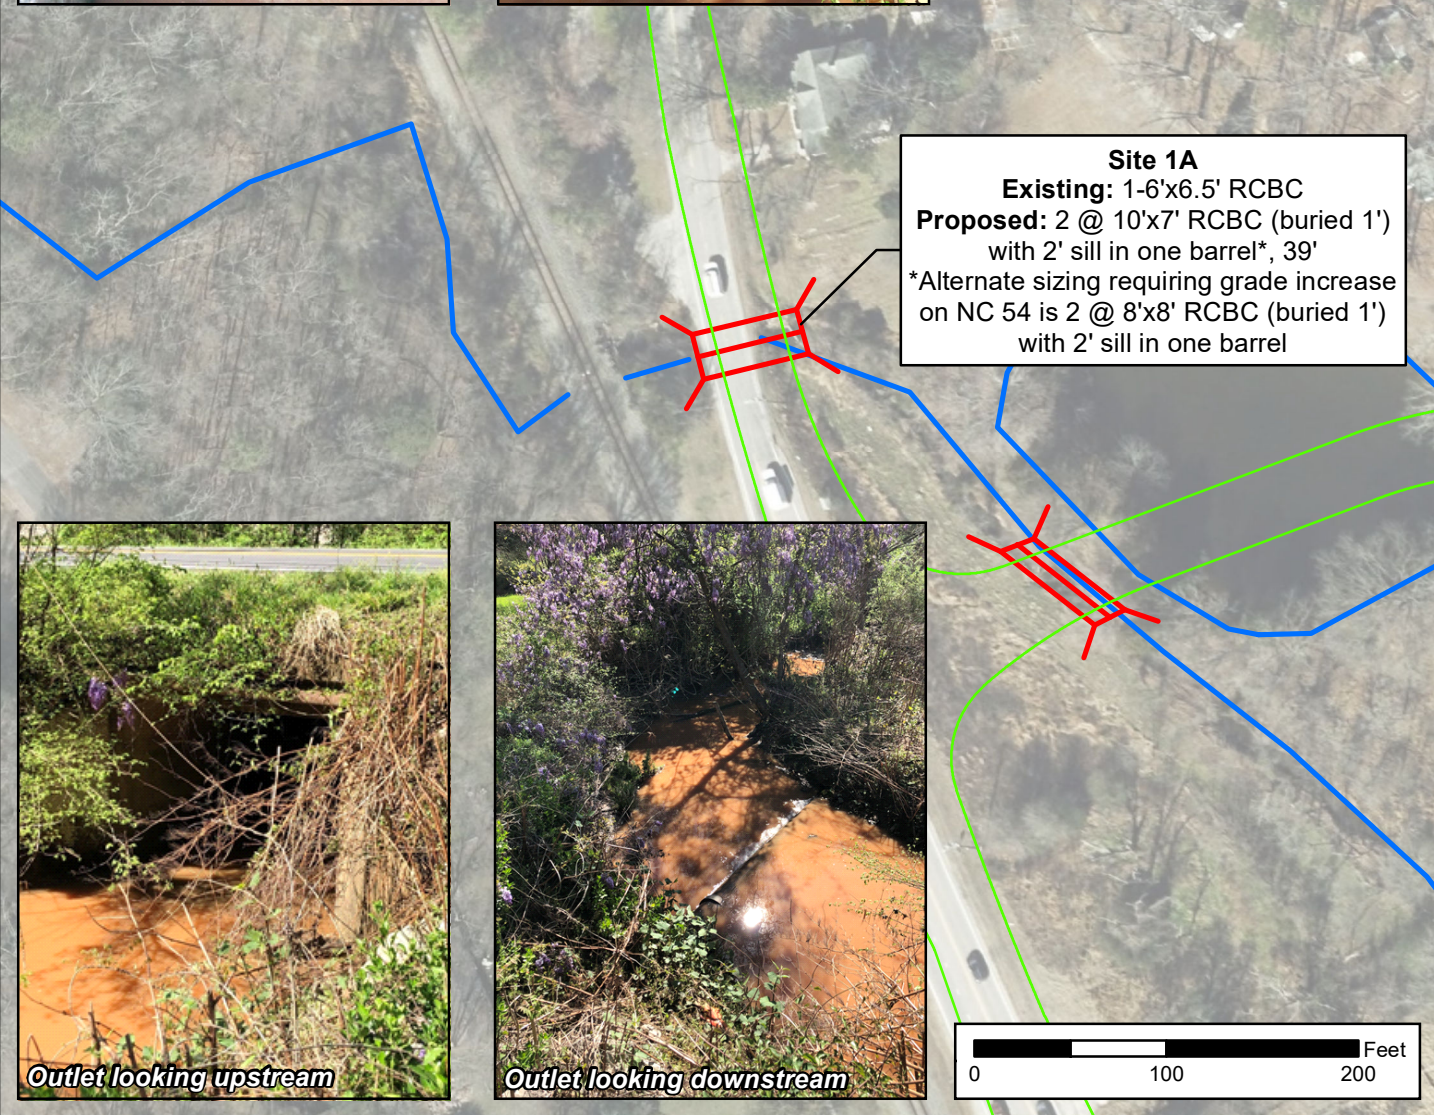 Site 1A
Existing: 1-6'x6.5' RCBC
Proposed: 2 @ 10'x7' RCBC (buried 1')
with 2' sill in one barrel*, 39'
*Alternate sizing requiring grade increase
on NC 54 is 2 @ 8'x8' RCBC (buried 1')
with 2' sill in one barrel
Outlet looking upstream
Outlet looking downstream
Feet
0 100 200